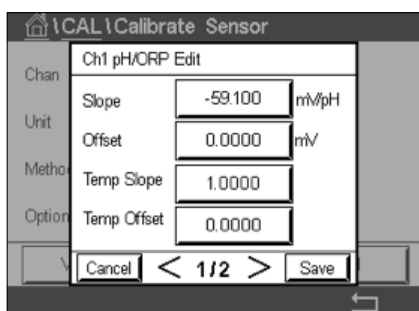 \CAL\Calibrate Sensor
Ch1 pH/ORP Edit
Chan
Slope -59.100 mV/pH
Unit
Offset 0.0000 mV
Metho
Temp Slope 1.0000
Option
Temp Offset 0.0000
Cancel < 1/2 > Save